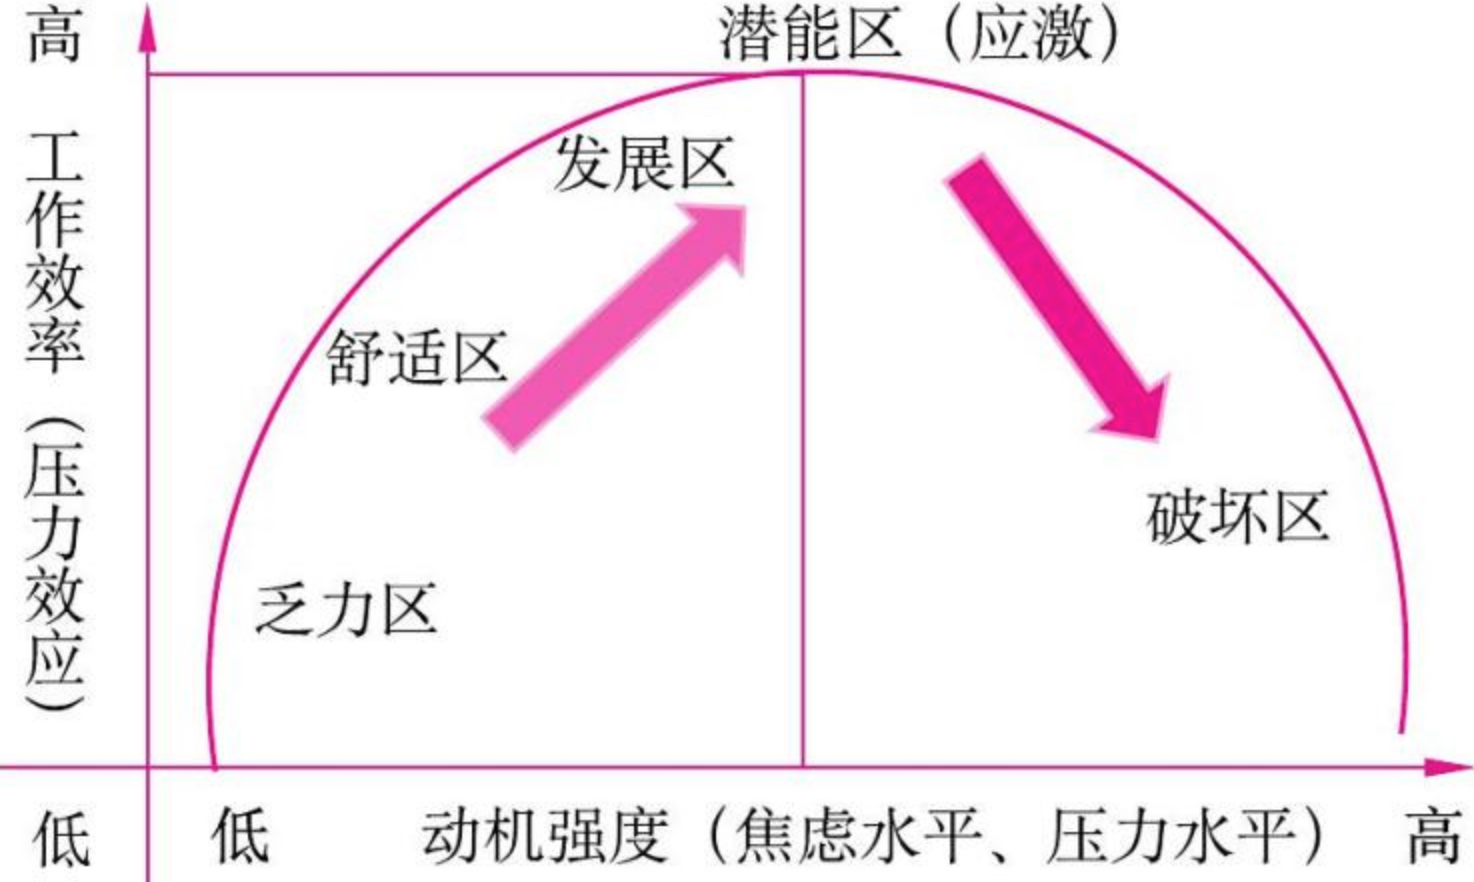 高
工作效率（压力效应）
低
潜能区（应激）
发展区
舒适区
乏力区
破坏区
低
动机强度（焦虑水平、压力水平）
高